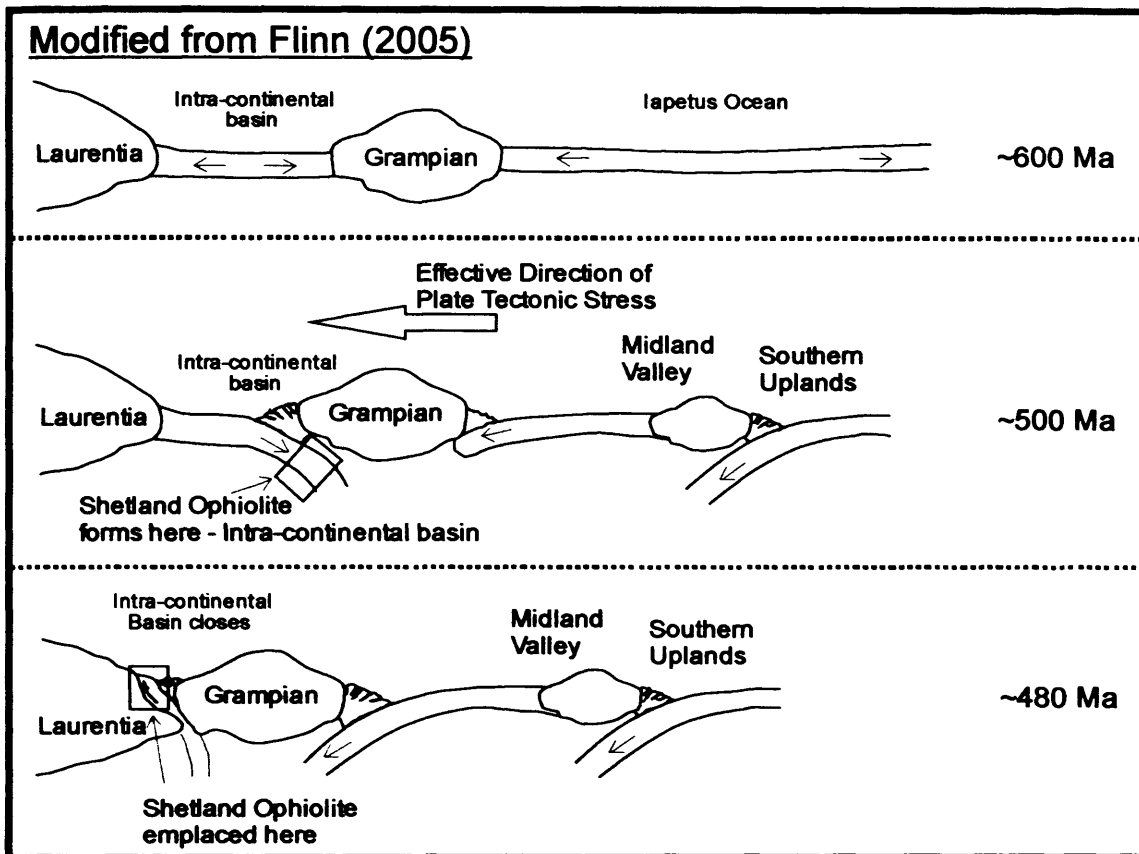 Modified from Flinn (2005)
Intra-continental
basin
Iapetus Ocean
Laurentia
Grampian
~600 Ma
Effective Direction of
Plate Tectonic Stress
Intra-continental
basin
Midland
Valley
Southern
Uplands
Laurentia
Grampian
~500 Ma
Shetland Ophiolite
forms here - Intra-continental basin
Intra-continental
Basin closes
Midland
Valley
Southern
Uplands
Grampian
~480 Ma
Laurentia
Shetland Ophiolite
emplaced here